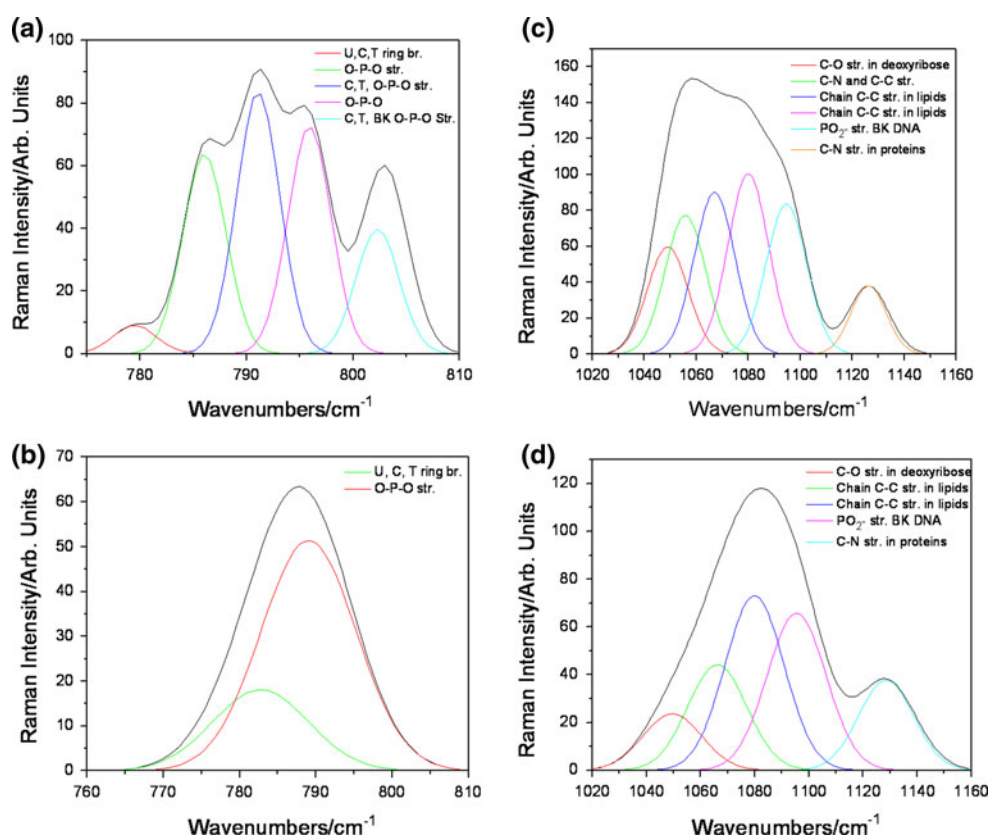 (a)
100
80
60
40
20
0
780
790
800
810
Raman Intensity/Arb. Units
Wavenumbers/cm-1
U,C,T ring br.
O-P-O str.
C,T, O-P-O str.
O-P-O
C,T, BK O-P-O Str.
(c)
180
160
140
120
100
80
60
40
20
0
1020
1040
1060
1080
1100
1120
1140
1160
Raman Intensity/Arb. Units
Wavenumbers/cm-1
C-O str. in deoxyribose
C-N and C-C str.
Chain C-C str. in lipids
Chain C-C str. in lipids
PO2- str. BK DNA
C-N str. in proteins
(b)
70
60
50
40
30
20
10
0
760
770
780
790
800
810
Raman Intensity/Arb. Units
Wavenumbers/cm-1
U, C, T ring br.
O-P-O str.
(d)
120
100
80
60
40
20
0
1020
1040
1060
1080
1100
1120
1140
1160
Raman Intensity/Arb. Units
Wavenumbers/cm-1
C-O str. in deoxyribose
Chain C-C str. in lipids
Chain C-C str. in lipids
PO2- str. BK DNA
C-N str. in proteins